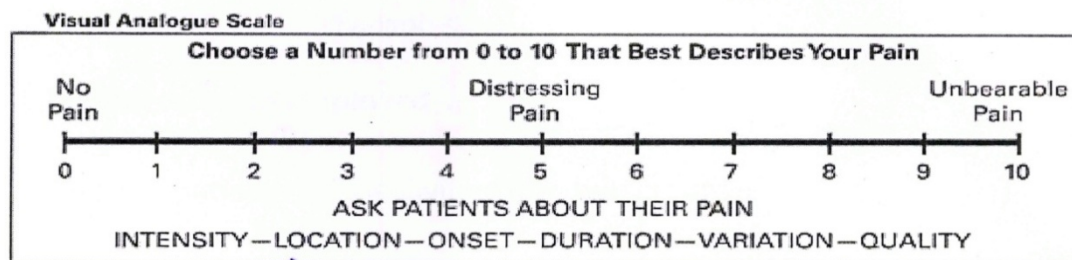 Visual Analogue Scale
Choose a Number from 0 to 10 That Best Describes Your Pain
No Pain
Distressing Pain
Unbearable Pain
0 1 2 3 4 5 6 7 8 9 10
ASK PATIENTS ABOUT THEIR PAIN
INTENSITY—LOCATION—ONSET—DURATION—VARIATION—QUALITY